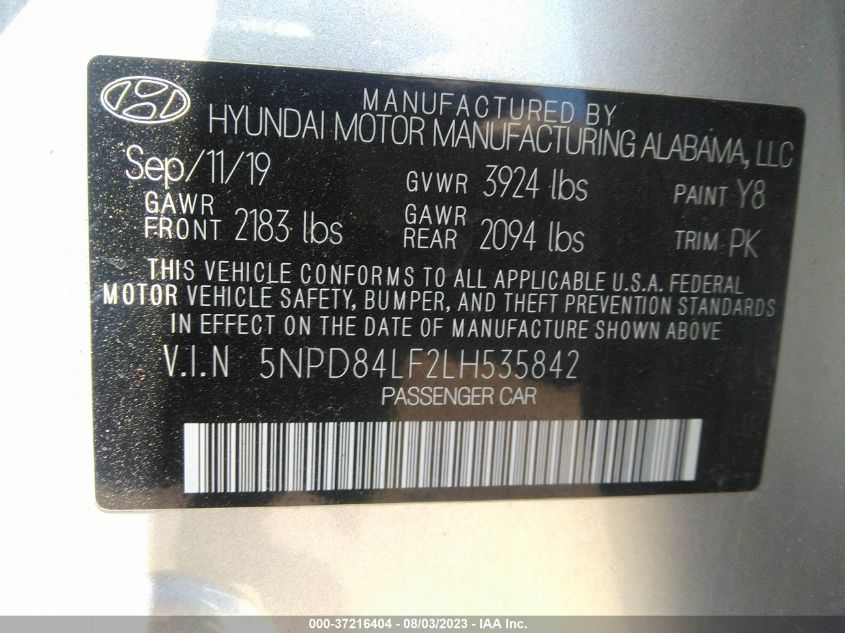 MANUFACTURED BY
HYUNDAI MOTOR MANUFACTURING ALABAMA, LLC
Sep/11/19 GVWR 3924 lbs PAINT Y8
GAWR FRONT 2183 lbs GAWR REAR 2094 lbs TRIM PK
THIS VEHICLE CONFORMS TO ALL APPLICABLE U.S.A. FEDERAL
MOTOR VEHICLE SAFETY, BUMPER, AND THEFT PREVENTION STANDARDS
IN EFFECT ON THE DATE OF MANUFACTURE SHOWN ABOVE.
V.I.N 5NPD84LF2LH535842
PASSENGER CAR
000-37216404 - 08/03/2023 - IAA Inc.